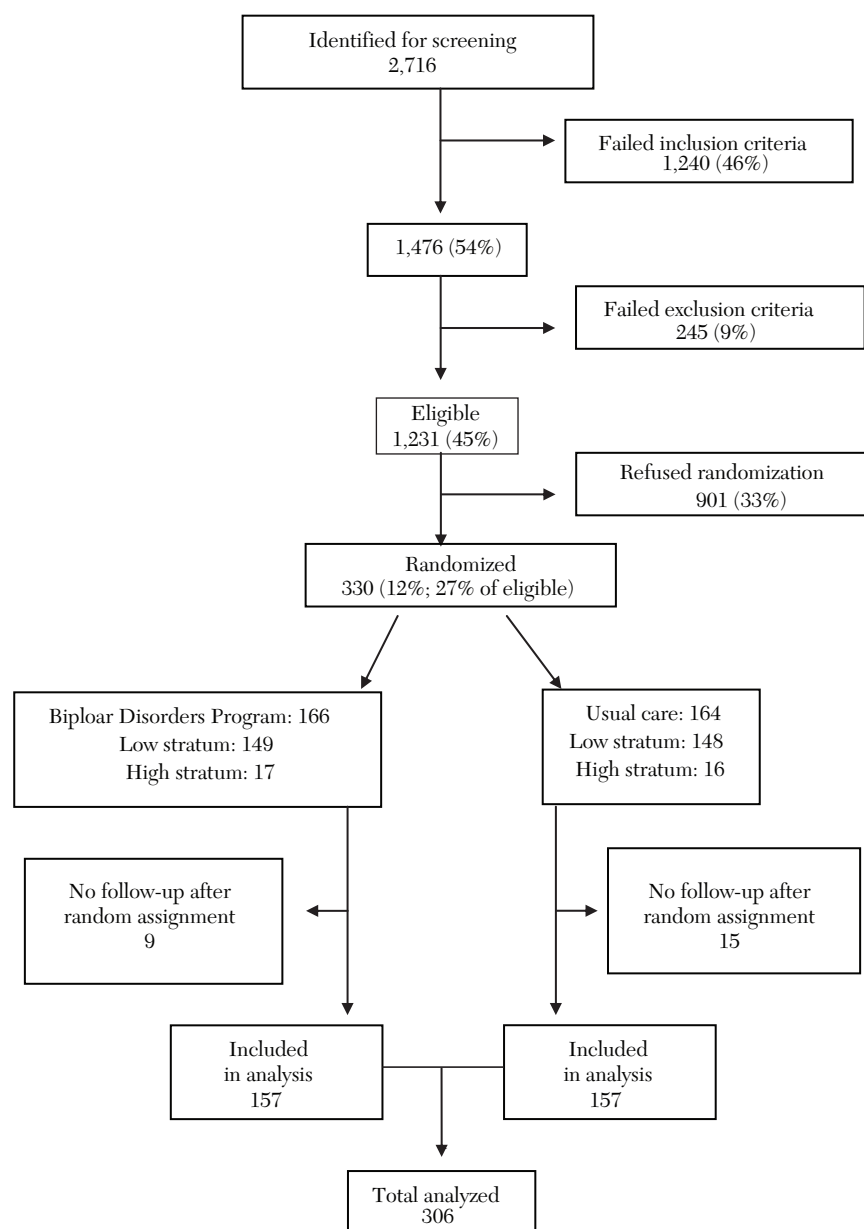 Identified for screening
2,716
Failed inclusion criteria
1,240 (46%)
1,476 (54%)
Failed exclusion criteria
245 (9%)
Eligible
1,231 (45%)
Refused randomization
901 (33%)
Randomized
330 (12%; 27% of eligible)
Biploar Disorders Program: 166
Low stratum: 149
High stratum: 17
Usual care: 164
Low stratum: 148
High stratum: 16
No follow-up after
random assignment
9
No follow-up after
random assignment
15
Included
in analysis
157
Included
in analysis
157
Total analyzed
306